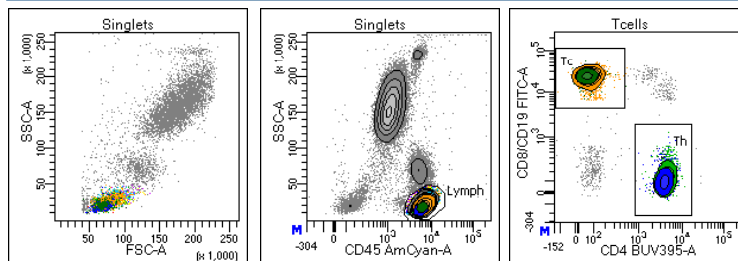 Singlets
SSC-A
(x 1,000)
250
200
150
100
50
50 100 150 200 250
FSC-A
(x 1,000)
Singlets
SSC-A
(x 1,000)
250
200
150
100
50
Lymph
M
-304 10³ 10⁴ 10⁵
CD45 AmCyan-A
Tcells
CD8/CD19 FITC-A
10⁵
10⁴
10³
0
-304
Tc
Th
M
-152 0 10² 10³ 10⁴ 10⁵
CD4 BUV395-A